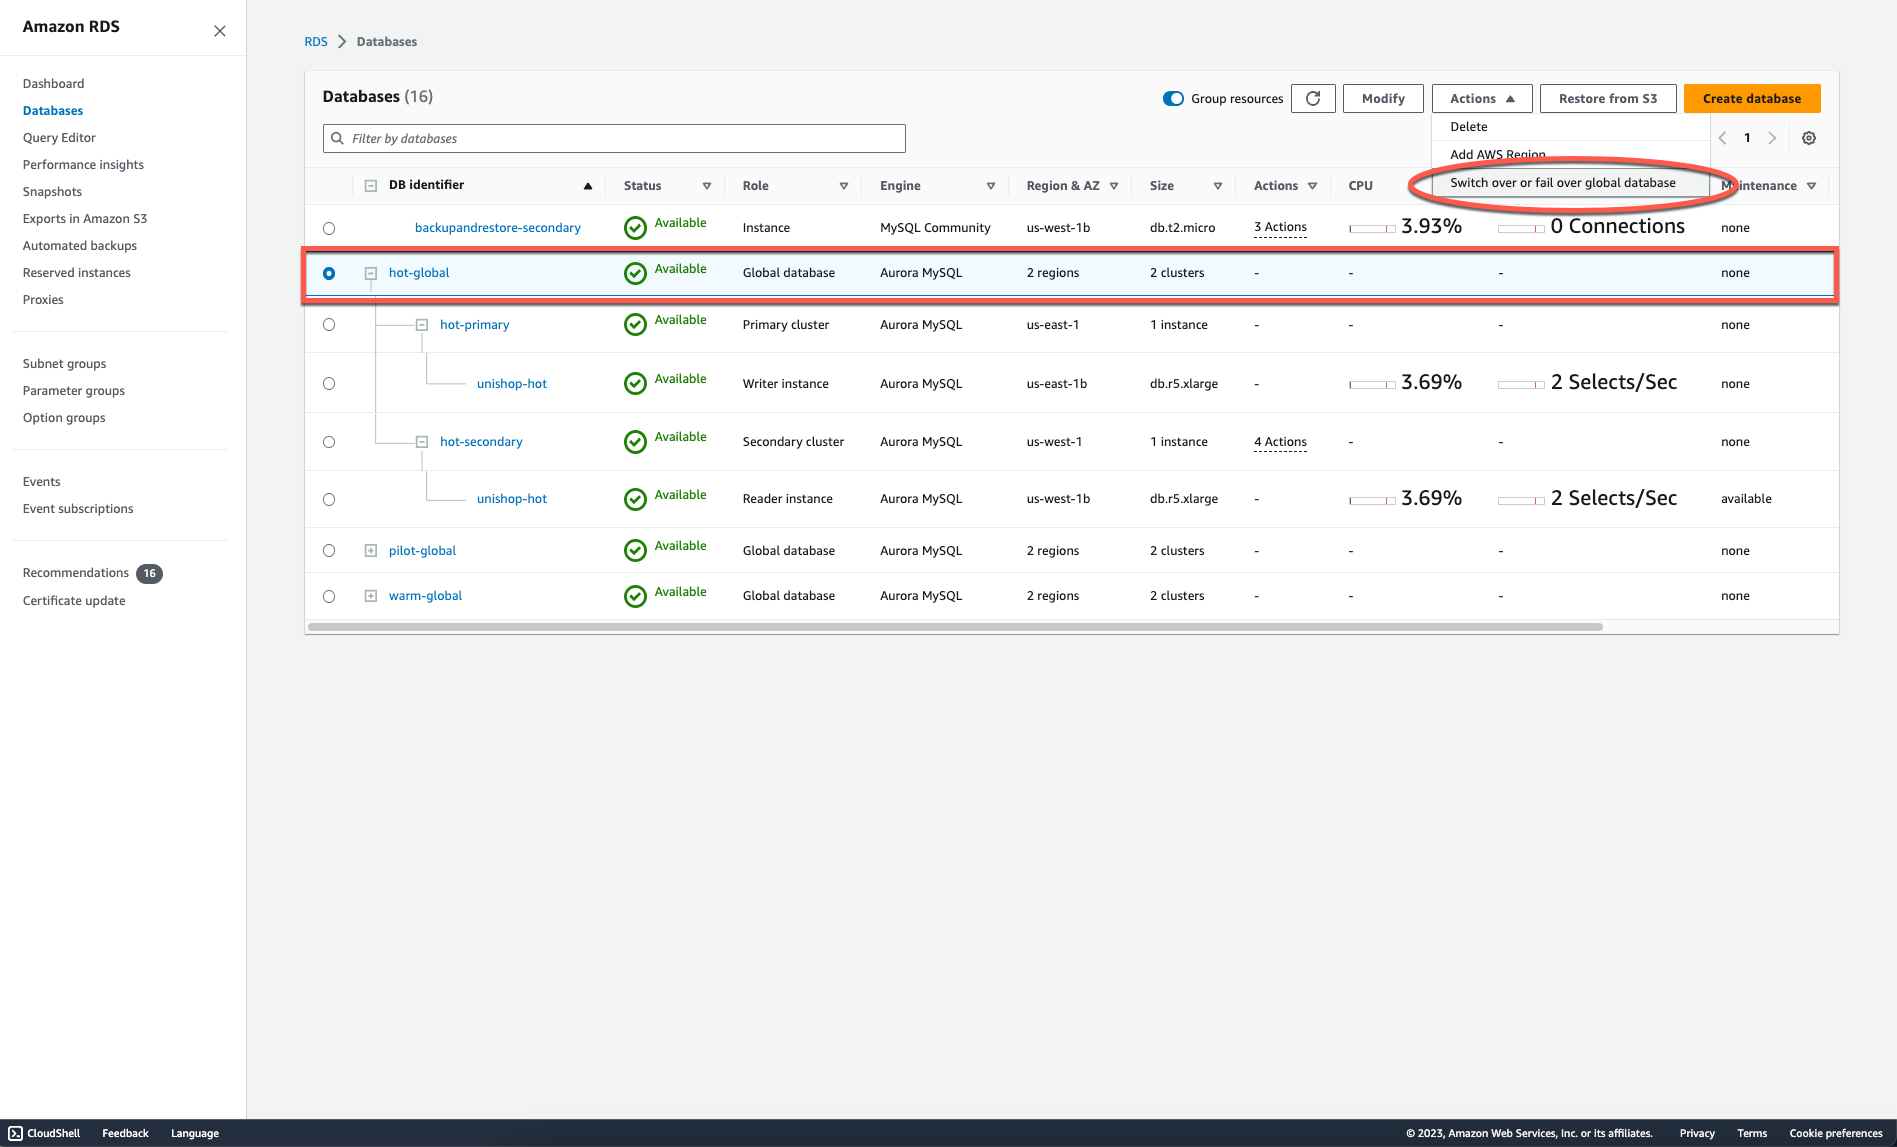 Amazon RDS
Dashboard
Databases
Query Editor
Performance insights
Snapshots
Exports in Amazon S3
Automated backups
Reserved instances
Proxies
Subnet groups
Parameter groups
Option groups
Events
Event subscriptions
Recommendations 16
Certificate update
RDS > Databases
Databases (16)
Group resources Modify Actions Restore from S3 Create database
Filter by databases
Delete
Add AWS Region
Switch over or fail over global database
1
DB identifier Status Role Engine Region & AZ Size Actions CPU Maintenance
backupandrestore-secondary Available Instance MySQL Community us-west-1b db.t2.micro 3 Actions 3.93% 0 Connections none
hot-global Available Global database Aurora MySQL 2 regions 2 clusters - - - none
hot-primary Available Primary cluster Aurora MySQL us-east-1 1 instance - - - none
unishop-hot Available Writer instance Aurora MySQL us-east-1b db.r5.xlarge - 3.69% 2 Selects/Sec none
hot-secondary Available Secondary cluster Aurora MySQL us-west-1 1 instance 4 Actions - - none
unishop-hot Available Reader instance Aurora MySQL us-west-1b db.r5.xlarge - 3.69% 2 Selects/Sec available
pilot-global Available Global database Aurora MySQL 2 regions 2 clusters - - - none
warm-global Available Global database Aurora MySQL 2 regions 2 clusters - - - none
CloudShell Feedback Language © 2023, Amazon Web Services, Inc. or its affiliates. Privacy Terms Cookie preferences